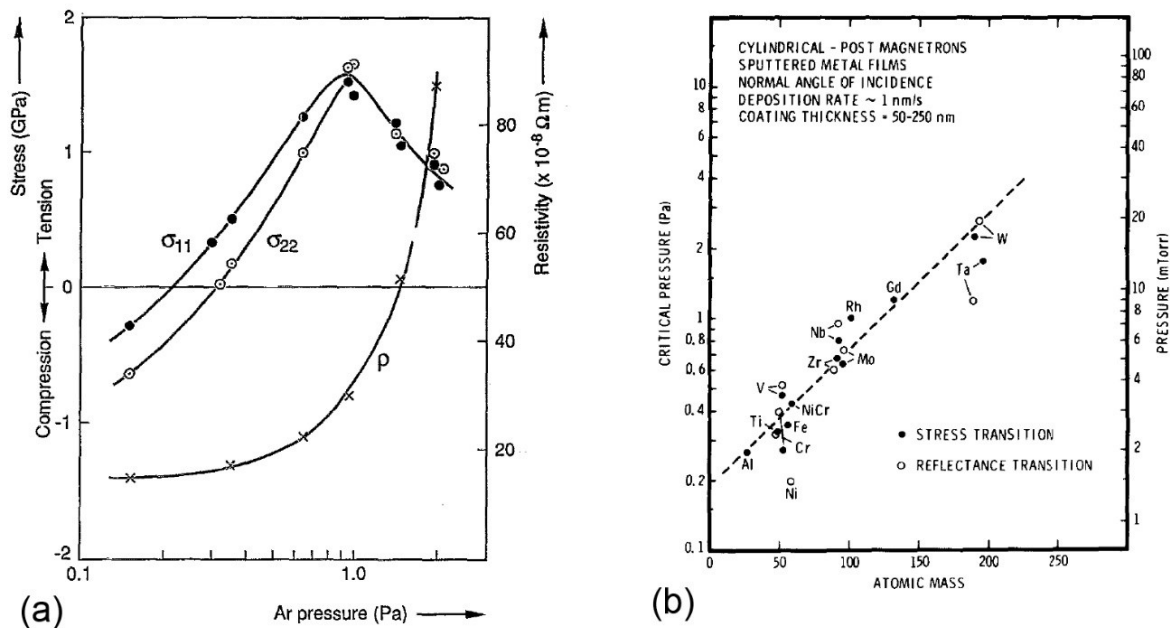 2
1
0
-1
-2
Stress (GPa)
Tension
Compression
σ11
σ22
ρ
80
60
40
20
Resistivity (x 10-8 Ωm)
0.1
1.0
Ar pressure (Pa)
(a)
CYLINDRICAL - POST MAGNETRONS
SPUTTERED METAL FILMS
NORMAL ANGLE OF INCIDENCE
DEPOSITION RATE ~ 1 nm/s
COATING THICKNESS = 50-250 nm
10
4
2
1
0.8
0.6
0.4
0.2
0.1
CRITICAL PRESSURE (Pa)
W
Ta
Gd
Rh
Nb
Mo
Zr
V
NiCr
Ti
Fe
Cr
Al
Ni
● STRESS TRANSITION
○ REFLECTANCE TRANSITION
100
80
60
40
20
10
8
6
4
2
1
PRESSURE (mTorr)
0
50
100
150
200
250
ATOMIC MASS
(b)